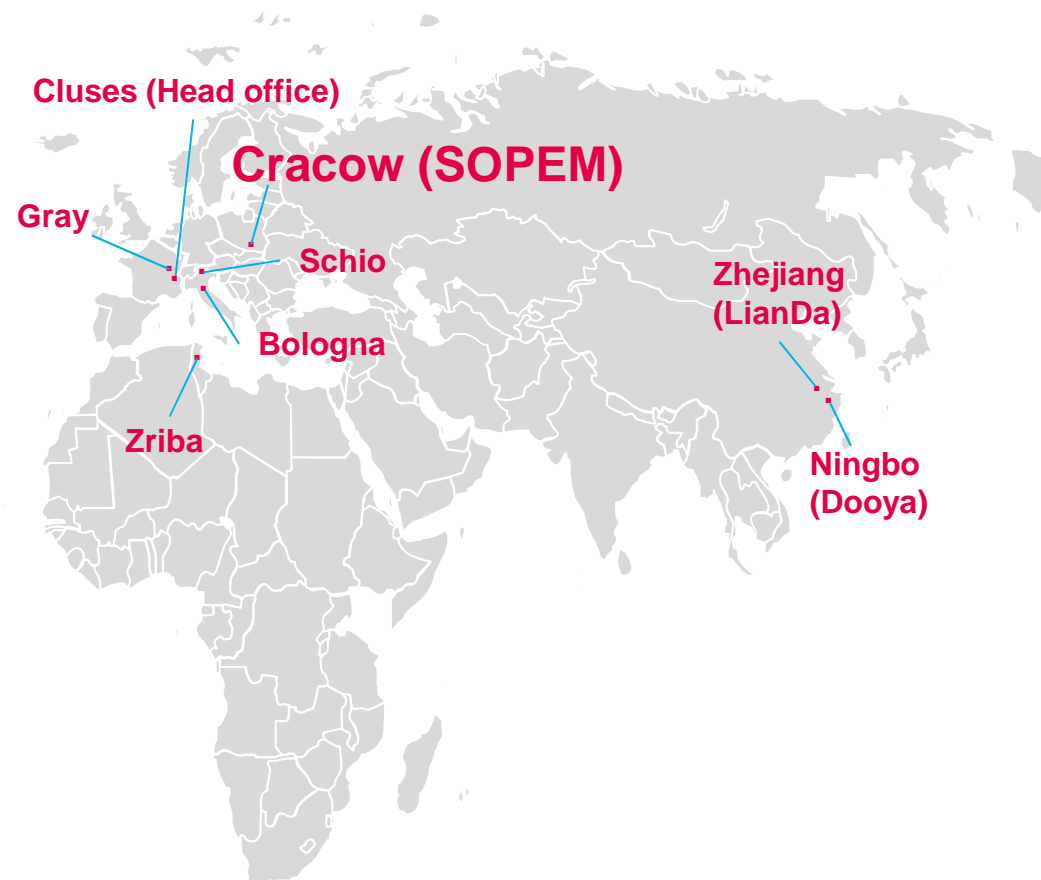 Cluses (Head office)
Cracow (SOPEM)
Gray
Schio
Zhejiang
(LianDa)
Bologna
Zriba
Ningbo
(Dooya)